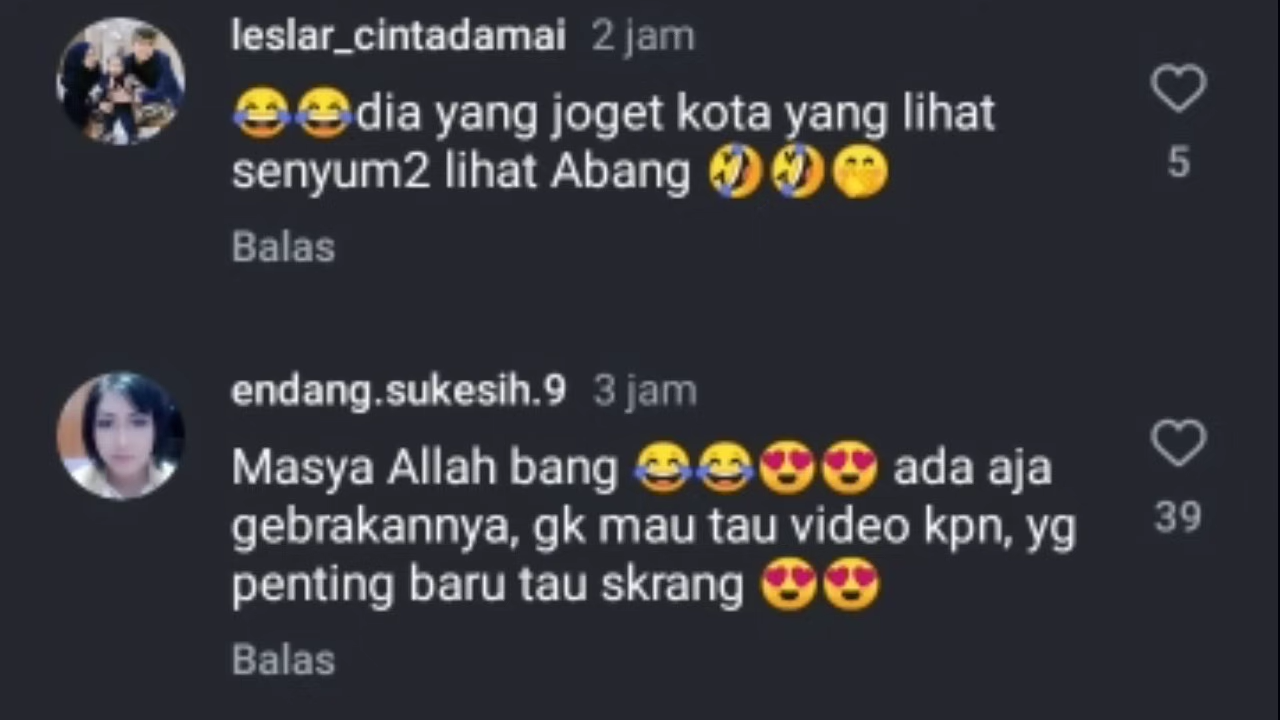 leslar_cintadamai 2 jam
😂😂dia yang joget kota yang lihat
senyum2 lihat Abang 🤣🤣🤭
5
Balas
endang.sukesih.9 3 jam
Masya Allah bang 😂😂😍😍 ada aja
gebrakannya, gk mau tau video kpn, yg
39
penting baru tau skrang 😍😍
Balas